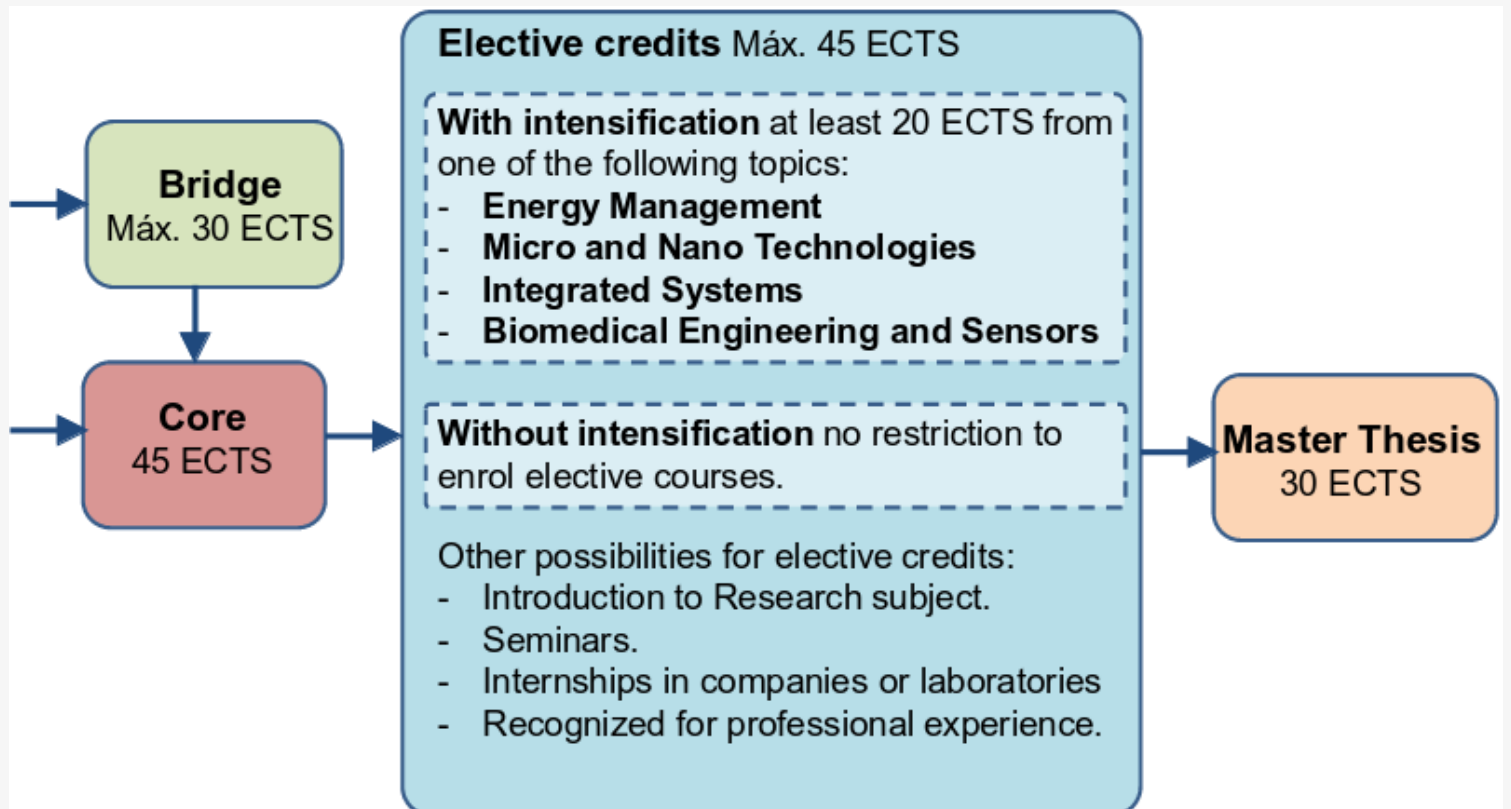 Bridge
Máx. 30 ECTS
Core
45 ECTS
Elective credits Máx. 45 ECTS
With intensification at least 20 ECTS from
one of the following topics:
- Energy Management
- Micro and Nano Technologies
- Integrated Systems
- Biomedical Engineering and Sensors
Without intensification no restriction to
enrol elective courses.
Other possibilities for elective credits:
- Introduction to Research subject.
- Seminars.
- Internships in companies or laboratories
- Recognized for professional experience.
Master Thesis
30 ECTS